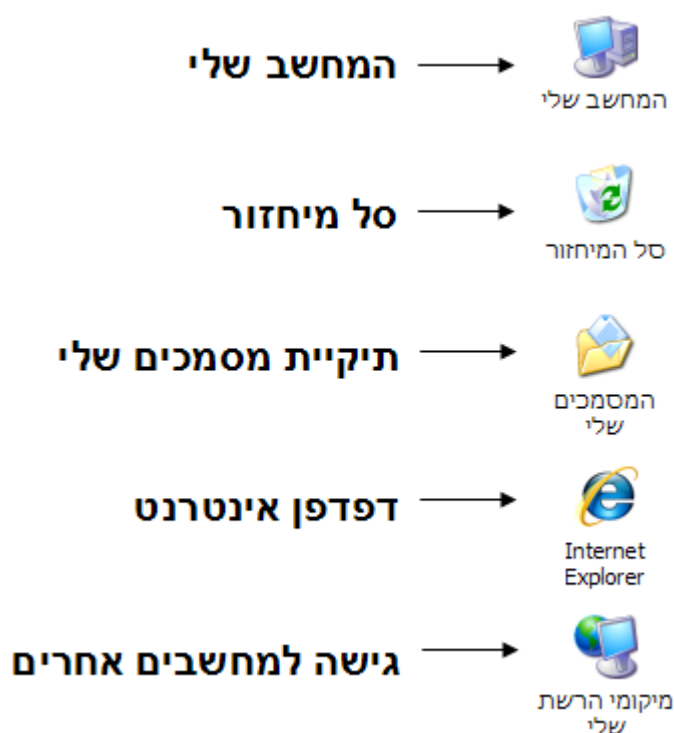 המחשב שלי
המחשב שלי
סל מיחזור
סל המיחזור
תיקיית מסמכים שלי
המסמכים
שלי
דפדפן אינטרנט
Internet
Explorer
גישה למחשבים אחרים
מיקומי הרשת
שלי